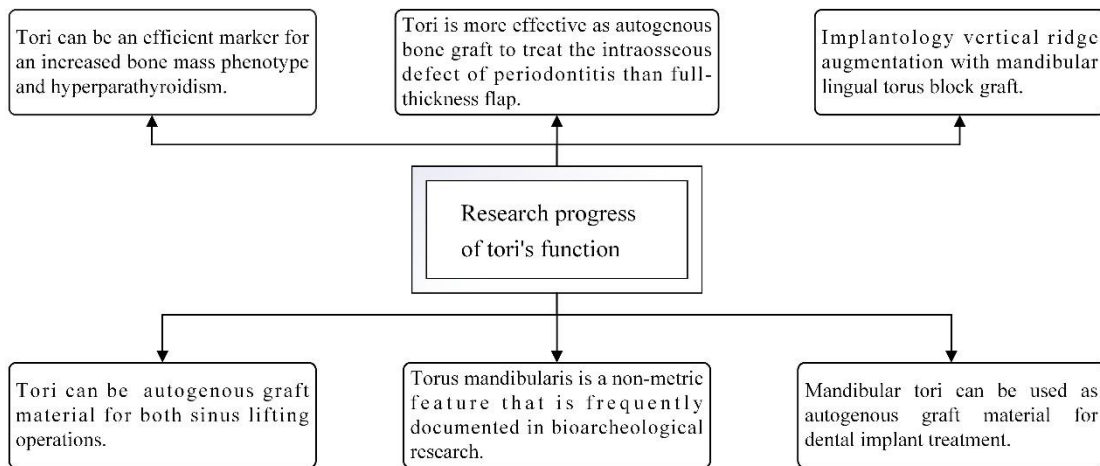 Tori can be an efficient marker for
an increased bone mass phenotype
and hyperparathyroidism.
Tori is more effective as autogenous
bone graft to treat the intraosseous
defect of periodontitis than full-
thickness flap.
Implantology vertical ridge
augmentation with mandibular
lingual torus block graft.
Research progress
of tori's function
Tori can be autogenous graft
material for both sinus lifting
operations.
Torus mandibularis is a non-metric
feature that is frequently
documented in bioarcheological
research.
Mandibular tori can be used as
autogenous graft material for
dental implant treatment.